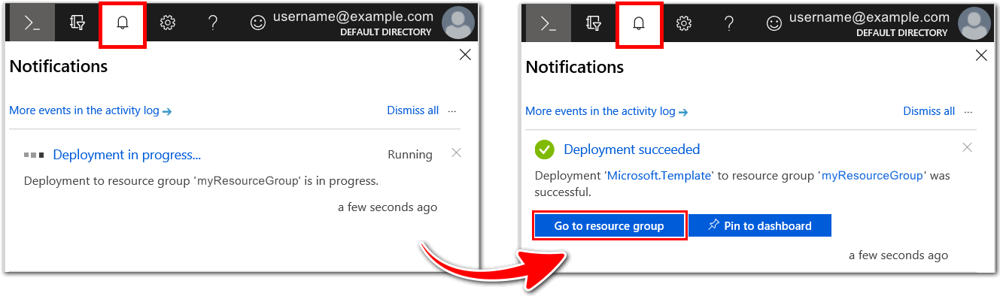 username@example.com
DEFAULT DIRECTORY
Notifications
More events in the activity log →
Dismiss all ...
Deployment in progress...
Running
Deployment to resource group 'myResourceGroup' is in progress.
a few seconds ago
username@example.com
DEFAULT DIRECTORY
Notifications
More events in the activity log →
Dismiss all ...
Deployment succeeded
Deployment 'Microsoft.Template' to resource group 'myResourceGroup' was
successful.
Go to resource group
Pin to dashboard
a few seconds ago